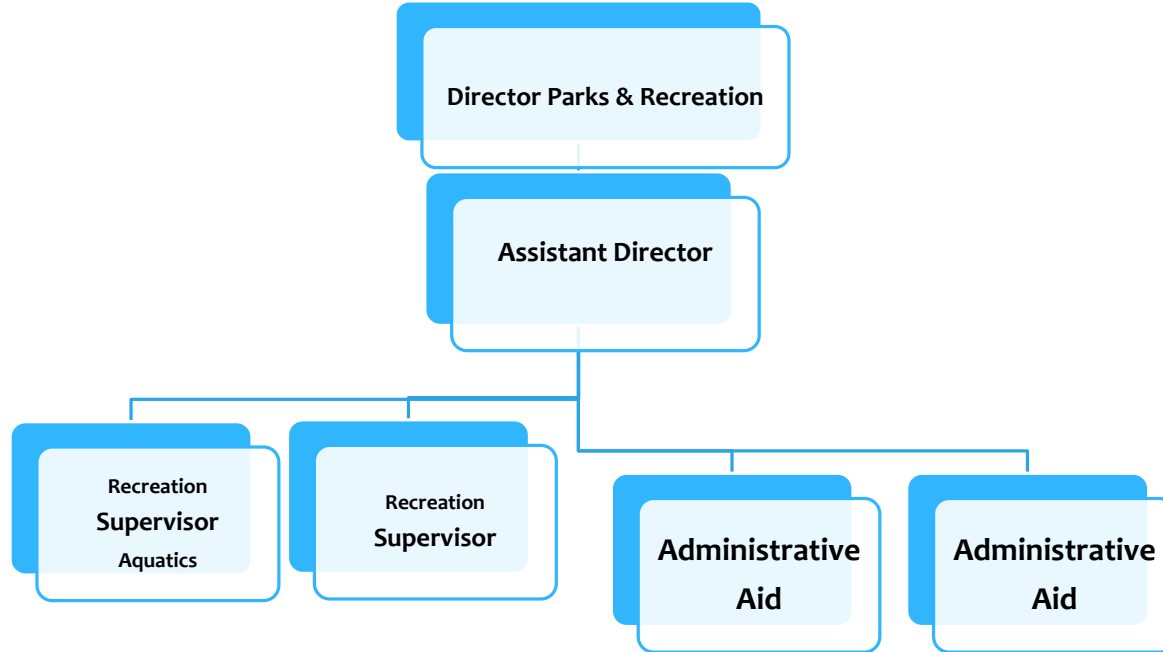 Director Parks & Recreation
Assistant Director
Recreation
Supervisor
Aquatics
Recreation
Supervisor
Administrative
Aid
Administrative
Aid